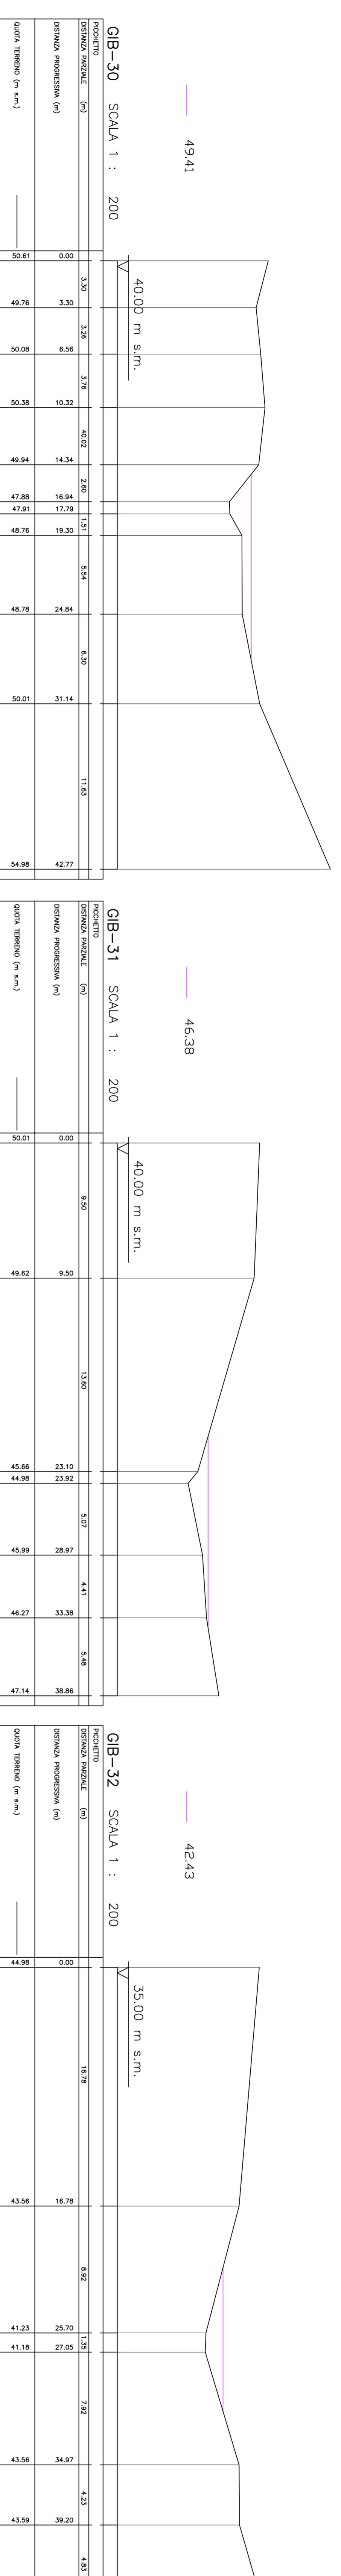 49.41
40.00 m s.m.
GIB-30 SCALA 1 : 200
PICCHETTO
DISTANZA PARZIALE (m) 3.30 3.26 3.76 40.02 2.60 1.51 5.54 6.30 11.63
DISTANZA PROGRESSIVA (m) 0.00 3.30 6.56 10.32 14.34 16.94 17.79 19.30 24.84 31.14 42.77
QUOTA TERRENO (m s.m.) 50.61 49.76 50.08 50.38 49.94 47.88 47.91 48.76 48.78 50.01 54.98
46.38
40.00 m s.m.
GIB-31 SCALA 1 : 200
PICCHETTO
DISTANZA PARZIALE (m) 9.50 13.60 5.07 4.41 5.48
DISTANZA PROGRESSIVA (m) 0.00 9.50 23.10 23.92 28.97 33.38 38.86
QUOTA TERRENO (m s.m.) 50.01 49.62 45.66 44.98 45.99 46.27 47.14
42.43
35.00 m s.m.
GIB-32 SCALA 1 : 200
PICCHETTO
DISTANZA PARZIALE (m) 16.78 8.92 1.35 7.92 4.23 4.83
DISTANZA PROGRESSIVA (m) 0.00 16.78 25.70 27.05 34.97 39.20
QUOTA TERRENO (m s.m.) 44.98 43.56 41.23 41.18 43.56 43.59